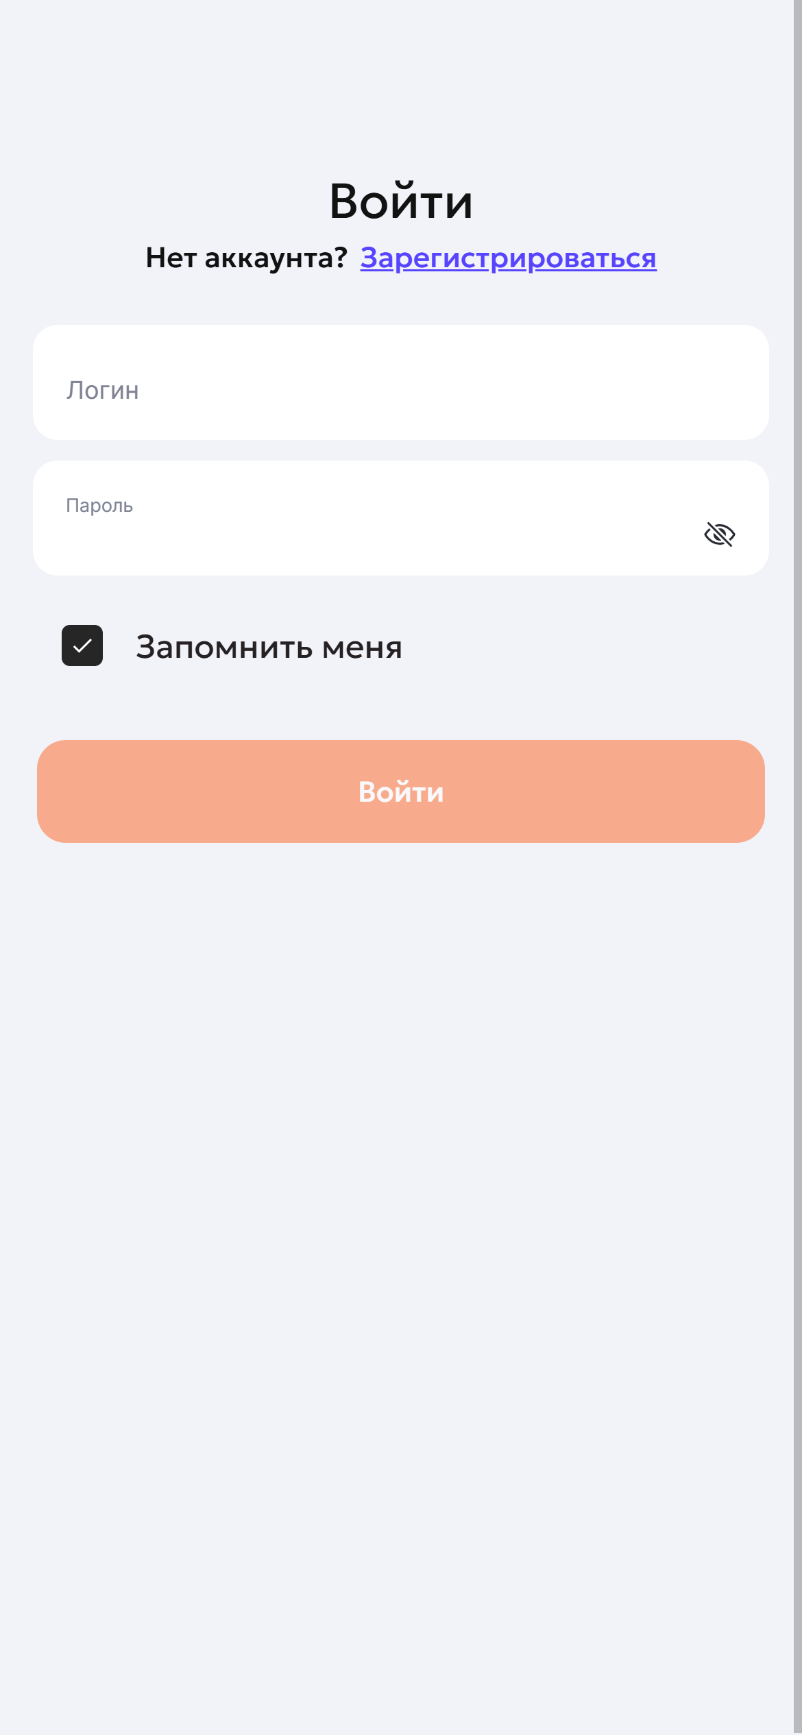 Войти
Нет аккаунта? Зарегистрироваться
Логин
Пароль
Запомнить меня
Войти